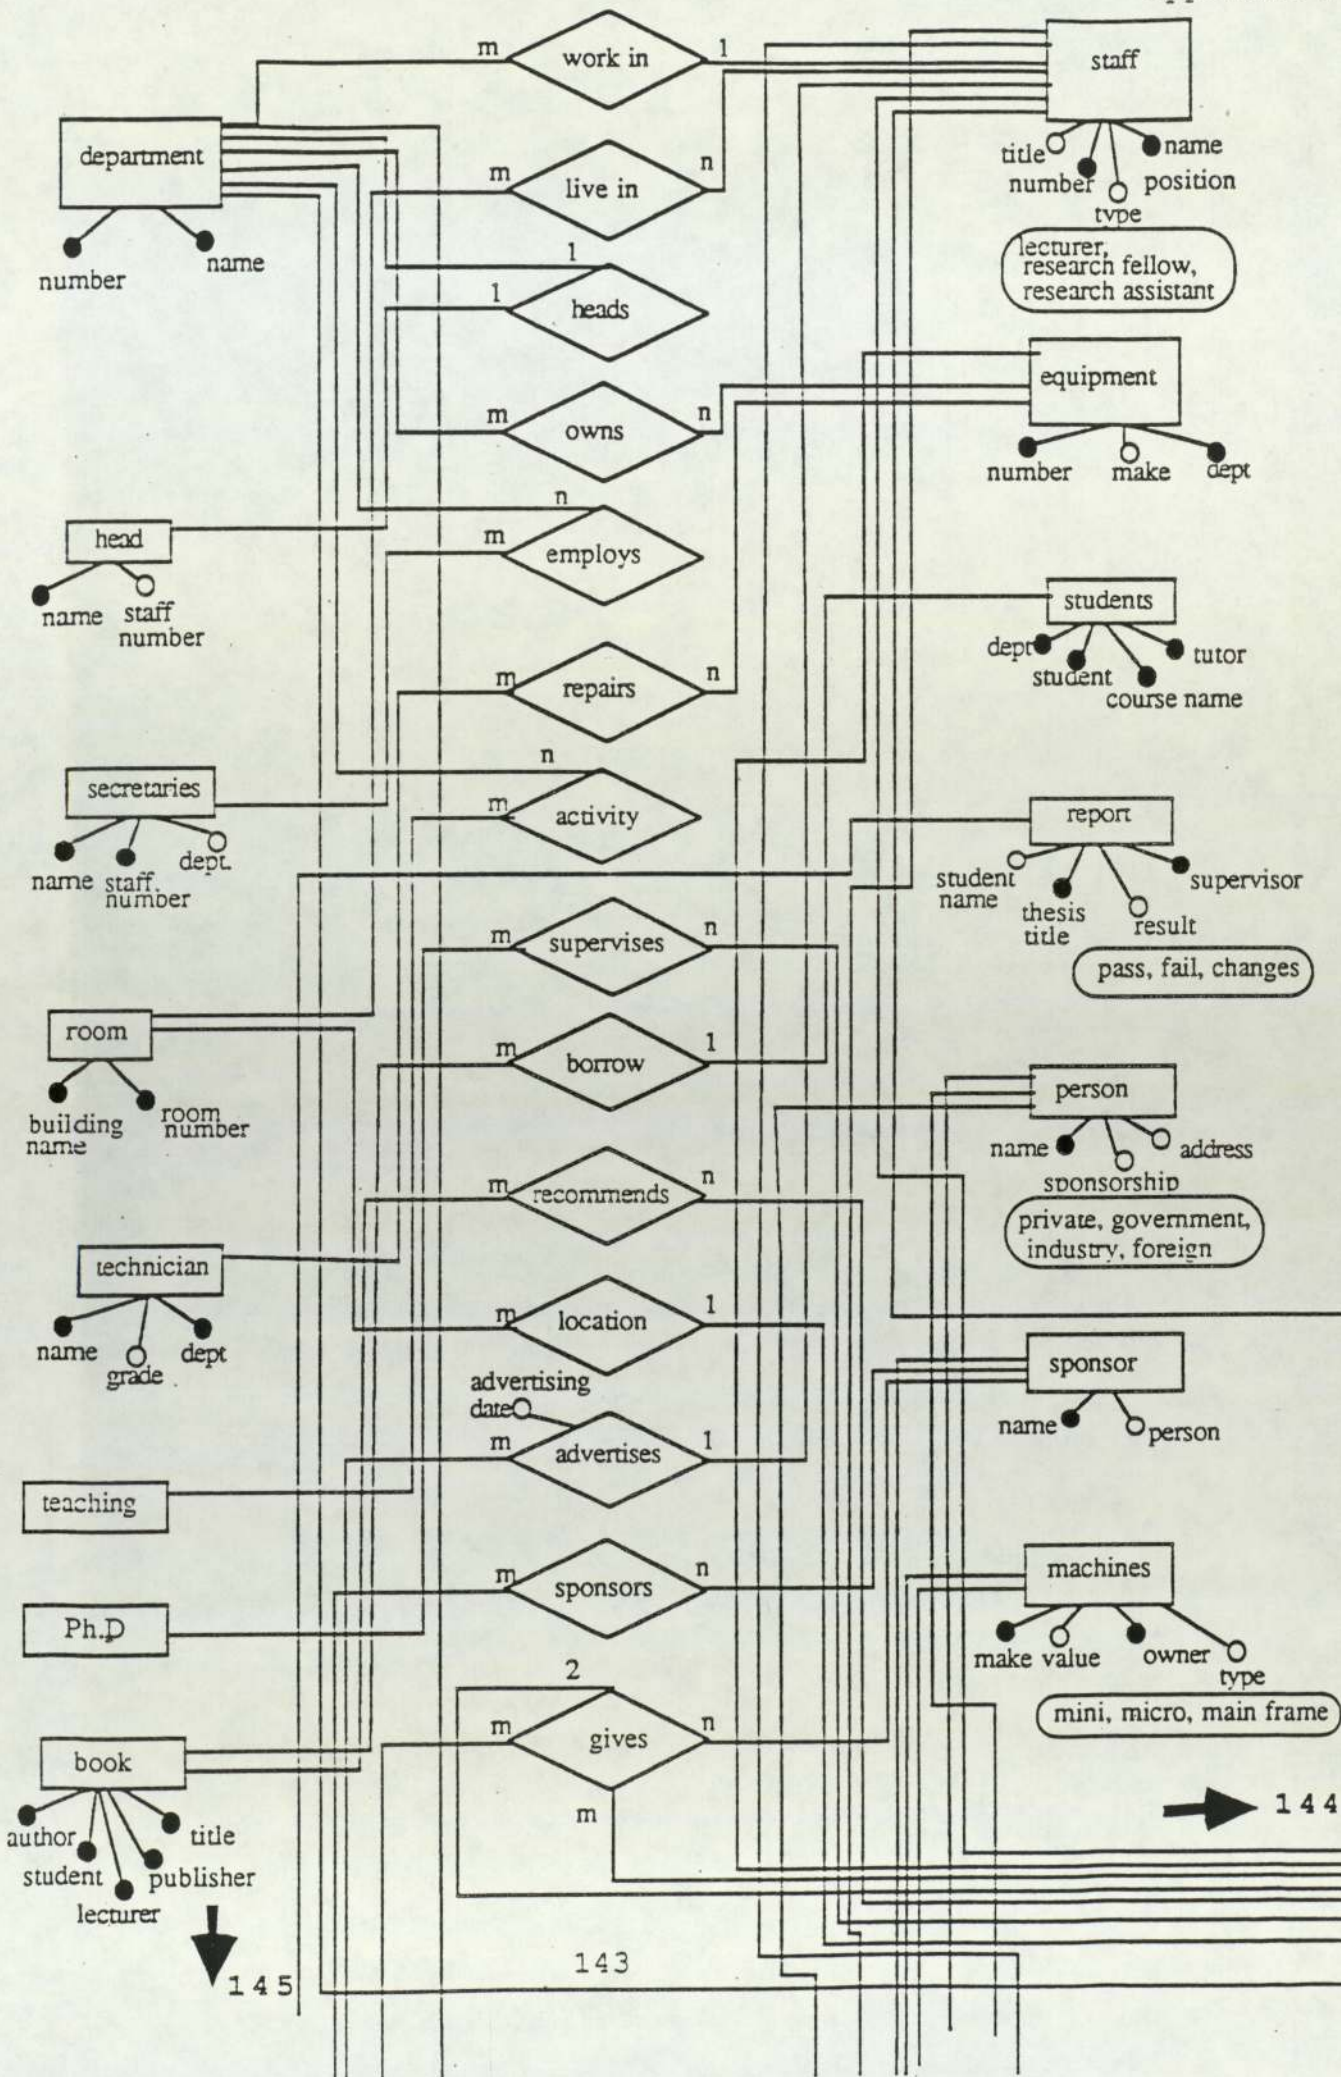 m
work in
1
staff
department
number
name
title
number
type
position
name
lecturer,
research fellow,
research assistant
m
live in
n
1
1
heads
m
owns
n
equipment
number
make
dept
head
name
staff
number
n
m
employs
students
dept
student
course name
tutor
m
repairs
n
secretaries
name
staff.
number
dept.
n
m
activity
report
student
name
thesis
title
result
supervisor
pass, fail, changes
m
supervises
n
room
building
name
room
number
m
borrow
1
person
name
sponsorship
address
private, government,
industry, foreign
m
recommends
n
technician
name
grade
dept
m
location
1
sponsor
name
person
advertising
date
m
advertises
1
teaching
m
sponsors
n
machines
make
value
owner
type
mini, micro, main frame
Ph.D
2
m
gives
n
m
book
author
student
lecturer
publisher
title
144
145
143